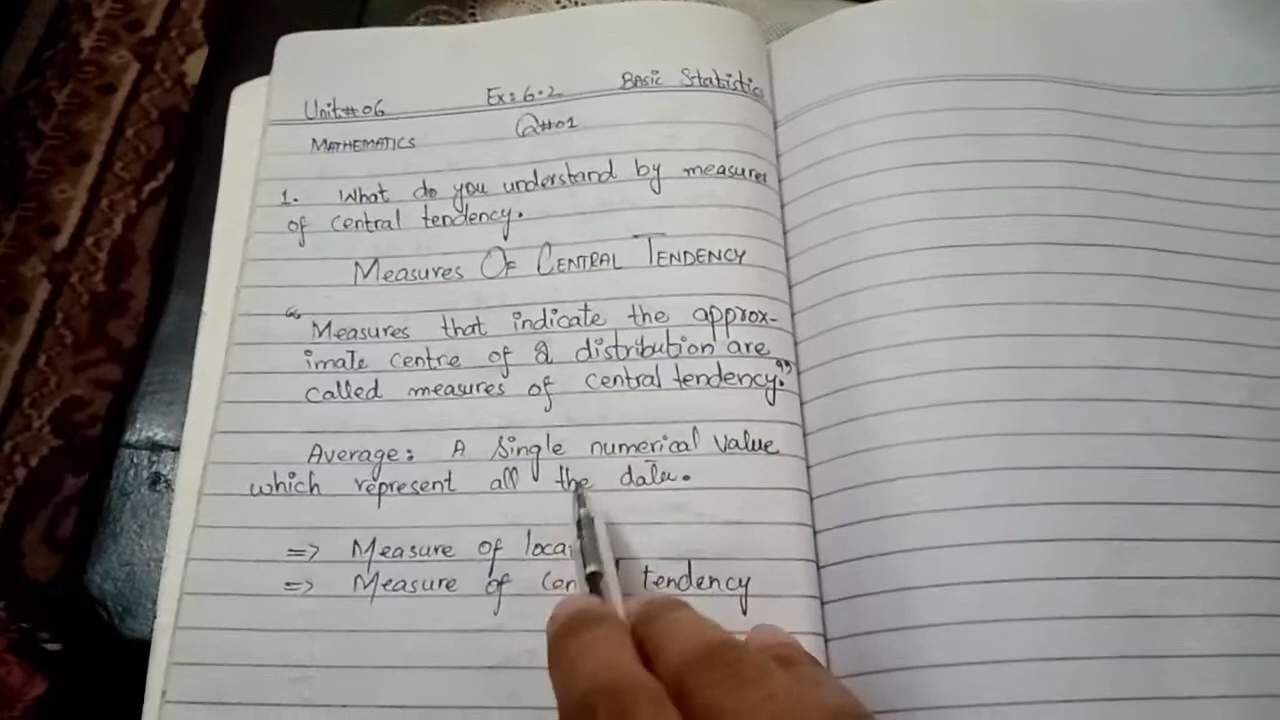 Unit#06 Ex:6.2 Basic Statistics
MATHEMATICS Q#01
1. What do you understand by measures
of central tendency.
Measures Of CENTRAL TENDENCY
“Measures that indicate the approx-
imate centre of a distribution are
called measures of central tendency.”
Average: A Single numerical value
which represent all the data.
=> Measure of loca
=> Measure of cen tendency